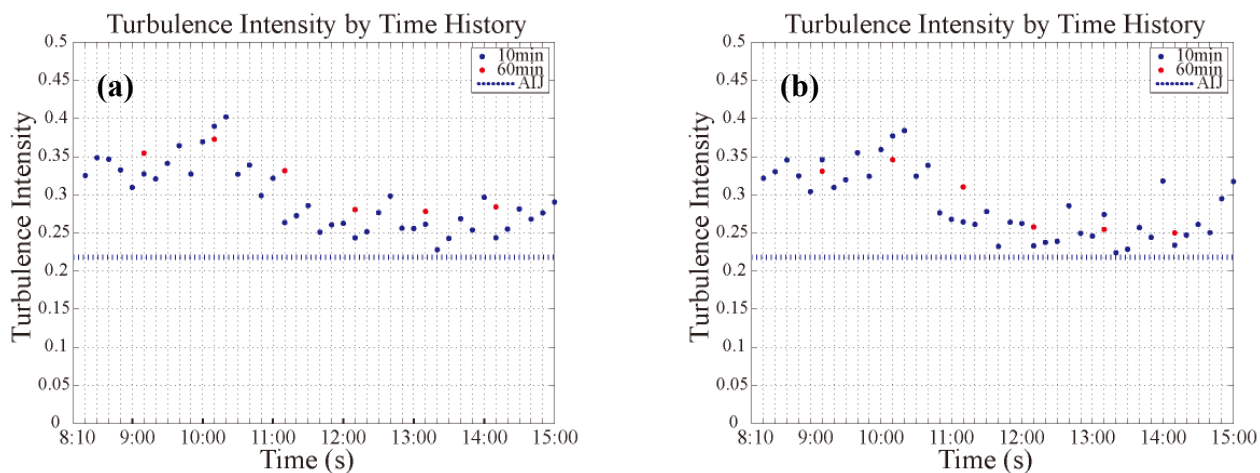 Turbulence Intensity by Time History
0.5
0.45
0.4
0.35
0.3
0.25
0.2
0.15
0.1
0.05
0
Turbulence Intensity
(a)
10min
60min
AIJ
8:10 9:00 10:00 11:00 12:00 13:00 14:00 15:00
Time (s)
Turbulence Intensity by Time History
0.5
0.45
0.4
0.35
0.3
0.25
0.2
0.15
0.1
0.05
0
Turbulence Intensity
(b)
10min
60min
AIJ
8:10 9:00 10:00 11:00 12:00 13:00 14:00 15:00
Time (s)